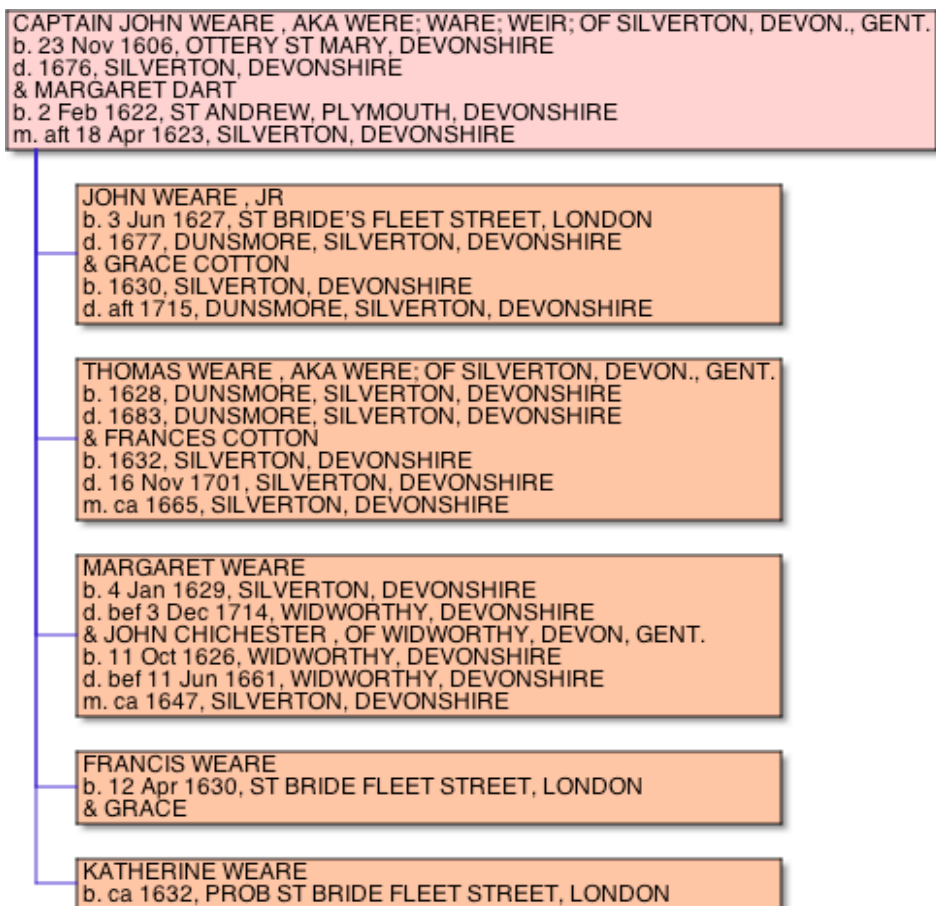 CAPTAIN JOHN WEARE , AKA WERE; WARE; WEIR; OF SILVERTON, DEVON., GENT.
b. 23 Nov 1606, OTTERY ST MARY, DEVONSHIRE
d. 1676, SILVERTON, DEVONSHIRE
& MARGARET DART
b. 2 Feb 1622, ST ANDREW, PLYMOUTH, DEVONSHIRE
m. aft 18 Apr 1623, SILVERTON, DEVONSHIRE
JOHN WEARE , JR
b. 3 Jun 1627, ST BRIDE'S FLEET STREET, LONDON
d. 1677, DUNSMORE, SILVERTON, DEVONSHIRE
& GRACE COTTON
b. 1630, SILVERTON, DEVONSHIRE
d. aft 1715, DUNSMORE, SILVERTON, DEVONSHIRE
THOMAS WEARE , AKA WERE; OF SILVERTON, DEVON., GENT.
b. 1628, DUNSMORE, SILVERTON, DEVONSHIRE
d. 1683, DUNSMORE, SILVERTON, DEVONSHIRE
& FRANCES COTTON
b. 1632, SILVERTON, DEVONSHIRE
d. 16 Nov 1701, SILVERTON, DEVONSHIRE
m. ca 1665, SILVERTON, DEVONSHIRE
MARGARET WEARE
b. 4 Jan 1629, SILVERTON, DEVONSHIRE
d. bef 3 Dec 1714, WIDWORTHY, DEVONSHIRE
& JOHN CHICHESTER , OF WIDWORTHY, DEVON, GENT.
b. 11 Oct 1626, WIDWORTHY, DEVONSHIRE
d. bef 11 Jun 1661, WIDWORTHY, DEVONSHIRE
m. ca 1647, SILVERTON, DEVONSHIRE
FRANCIS WEARE
b. 12 Apr 1630, ST BRIDE FLEET STREET, LONDON
& GRACE
KATHERINE WEARE
b. ca 1632, PROB ST BRIDE FLEET STREET, LONDON